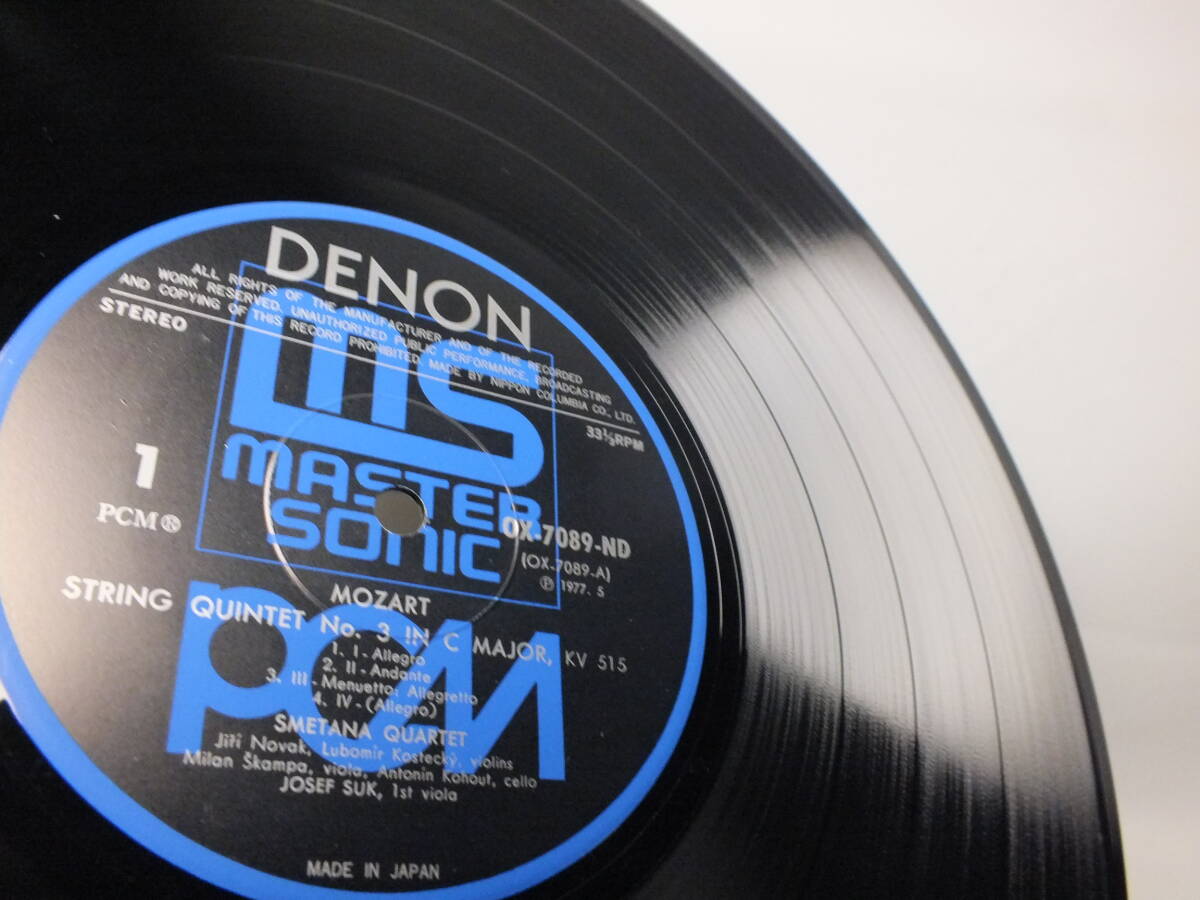 DENON
ALL RIGHTS OF THE MANUFACTURER AND OF THE RECORDED
WORK RESERVED. UNAUTHORIZED PUBLIC PERFORMANCE, BROADCASTING
AND COPYING OF THIS RECORD PROHIBITED. MADE BY NIPPON COLUMBIA CO., LTD.
STEREO
33⅓RPM
MS
MASTER
SONIC
1
PCM®
OX-7089-ND
(OX-7089-A)
℗ 1977. 5
PCM
MOZART
STRING QUINTET No. 3 IN C MAJOR, KV 515
1. I - Allegro
2. II - Andante
3. III - Menuetto: Allegretto
4. IV - (Allegro)
SMETANA QUARTET
Jiří Novak, Lubomír Kostecký, violins
Milan Škampa, viola, Antonín Kohout, cello
JOSEF SUK, 1st viola
MADE IN JAPAN